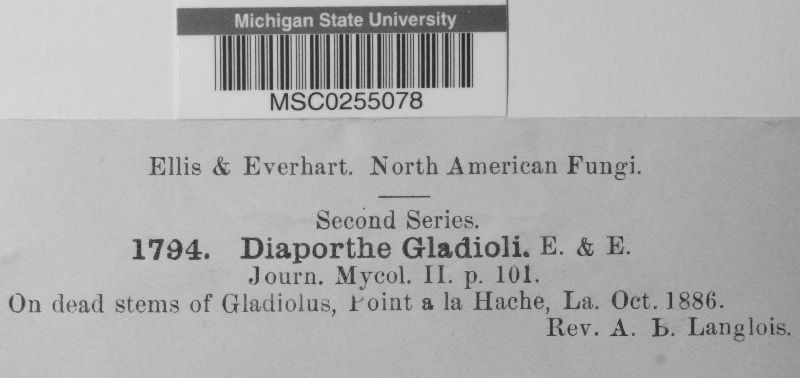 Michigan State University
MSC0255078
Ellis & Everhart. North American Fungi.
Second Series.
1794. Diaporthe Gladioli. E. & E.
Journ. Mycol. II. p. 101.
On dead stems of Gladiolus, Point a la Hache, La. Oct. 1886.
Rev. A. B. Langlois.